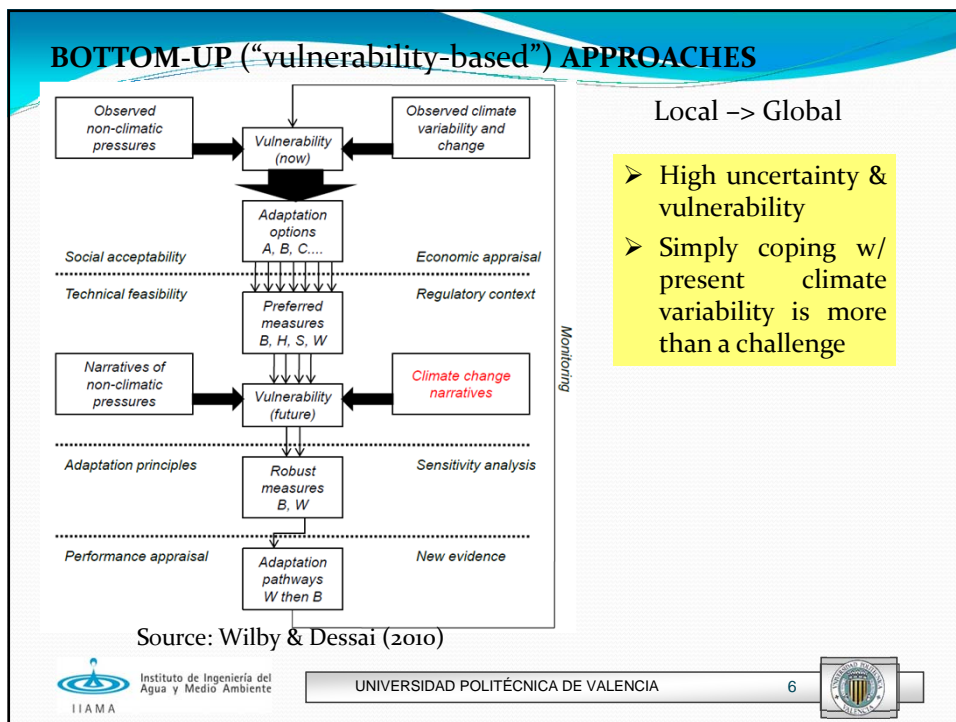 BOTTOM-UP (“vulnerability-based”) APPROACHES
Observed
non-climatic
pressures
Vulnerability
(now)
Observed climate
variability and
change
Adaptation
options
A, B, C....
Social acceptability
Economic appraisal
Technical feasibility
Regulatory context
Preferred
measures
B, H, S, W
Narratives of
non-climatic
pressures
Vulnerability
(future)
Climate change
narratives
Adaptation principles
Sensitivity analysis
Robust
measures
B, W
Performance appraisal
New evidence
Adaptation
pathways
W then B
Monitoring
Source: Wilby & Dessai (2010)
Local –> Global
➢ High uncertainty &
vulnerability
➢ Simply coping w/
present climate
variability is more
than a challenge
IIAMA
Instituto de Ingeniería del
Agua y Medio Ambiente
UNIVERSIDAD POLITÉCNICA DE VALENCIA
6